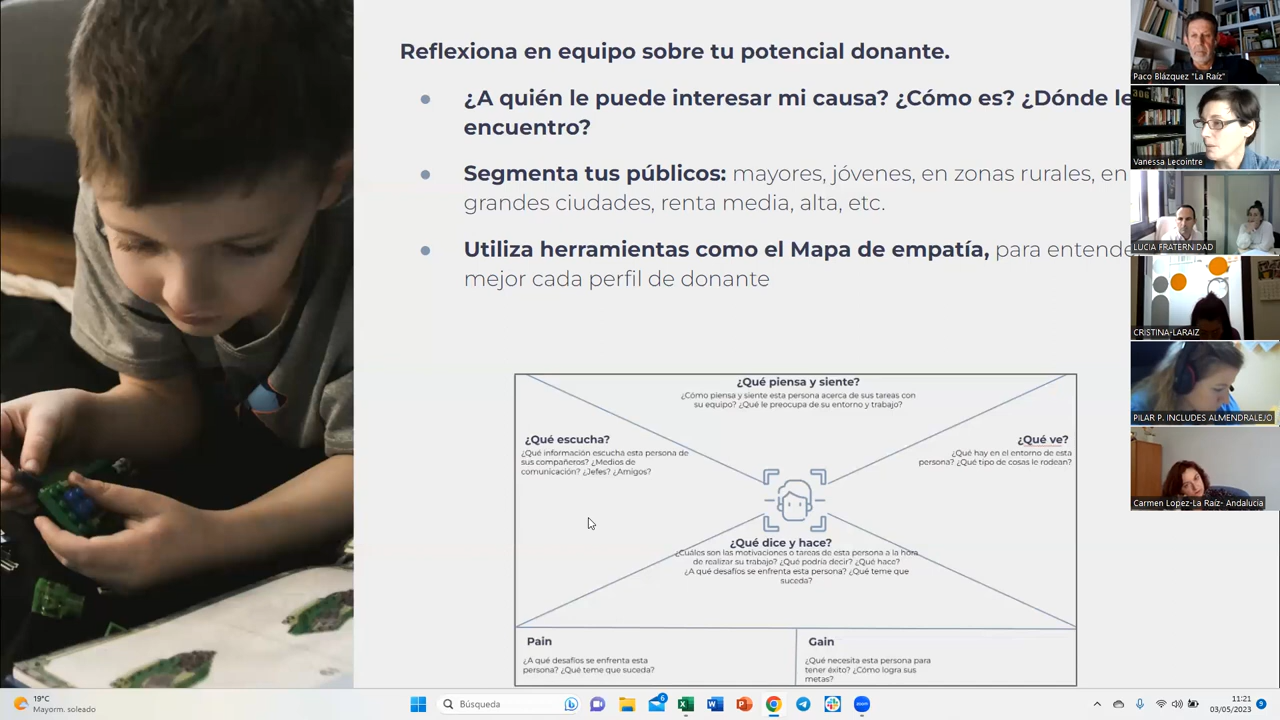 Reflexiona en equipo sobre tu potencial donante.
¿A quién le puede interesar mi causa? ¿Cómo es? ¿Dónde le
encuentro?
Segmenta tus públicos: mayores, jóvenes, en zonas rurales, en
grandes ciudades, renta media, alta, etc.
Utiliza herramientas como el Mapa de empatía, para entende
mejor cada perfil de donante
¿Qué piensa y siente?
¿Cómo piensa y siente esta persona acerca de sus tareas con
su equipo? ¿Qué le preocupa de su entorno y trabajo?
¿Qué escucha?
¿Qué información escucha esta persona de
sus compañeros? ¿Medios de
comunicación? ¿Jefes? ¿Amigos?
¿Qué ve?
¿Qué hay en el entorno de esta
persona? ¿Qué tipo de cosas le rodean?
¿Qué dice y hace?
¿Cuáles son las motivaciones o tareas de esta persona a la hora
de realizar su trabajo? ¿Qué podría decir? ¿Qué hace?
¿A qué desafíos se enfrenta esta persona? ¿Qué teme que
suceda?
Pain
¿A qué desafíos se enfrenta esta
persona? ¿Qué teme que suceda?
Gain
¿Qué necesita esta persona para
tener éxito? ¿Cómo logra sus
metas?
Paco Blázquez "La Raíz"
Vanessa Lecointre
LUCIA FRATERNIDAD
CRISTINA-LARAIZ
PILAR P. INCLUDES ALMENDRALEJO
Carmen Lopez-La Raíz- Andalucia
19°C
Mayorm. soleado
Búsqueda
6
zoom
11:21
03/05/2023
9